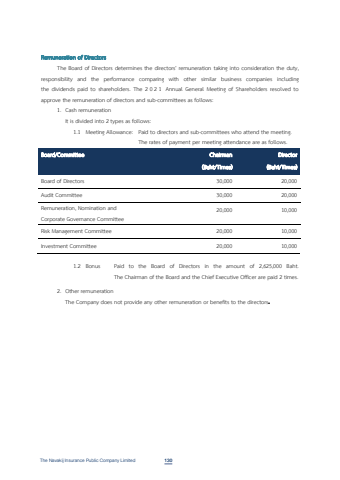 Remuneration of Directors
The Board of Directors determines the directors' remuneration taking into consideration the duty,
responsibility and the performance comparing with other similar business companies including
the dividends paid to shareholders. The 2021 Annual General Meeting of Shareholders resolved to
approve the remuneration of directors and sub-committees as follows:
1. Cash remuneration
It is divided into 2 types as follows:
1.1 Meeting Allowance: Paid to directors and sub-committees who attend the meeting
The rates of payment per meeting attendance are as follows.
Board/Committee Chairman Director
(Baht/Times) (Baht/Times)
Board of Directors 30,000 20,000
Audit Committee 30,000 20,000
Remuneration, Nomination and 20,000 10,000
Corporate Governance Committee
Risk Management Committee 20,000 10,000
Investment Committee 20,000 10,000
1.2 Bonus Paid to the Board of Directors in the amount of 2,625,000 Baht.
The Chairman of the Board and the Chief Executive Officer are paid 2 times.
2. Other remuneration
The Company does not provide any other remuneration or benefits to the directors.
The Navakij Insurance Public Company Limited 130